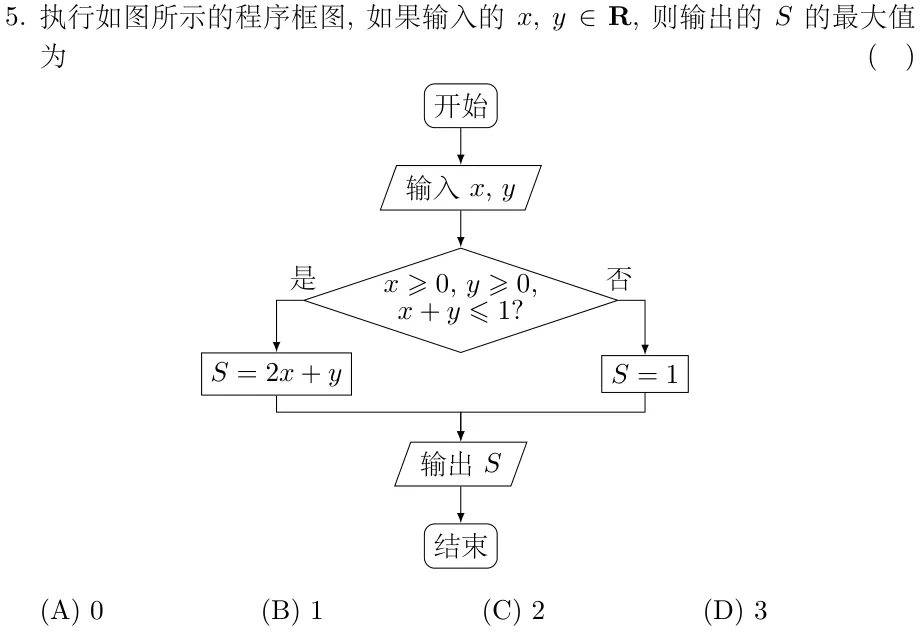 5. 执行如图所示的程序框图, 如果输入的 x, y ∈ R, 则输出的 S 的最大值
为 ( )
开始
输入 x, y
是
x ⩾ 0, y ⩾ 0,
否
x + y ⩽ 1?
S = 2x + y
S = 1
输出 S
结束
(A) 0 (B) 1 (C) 2 (D) 3